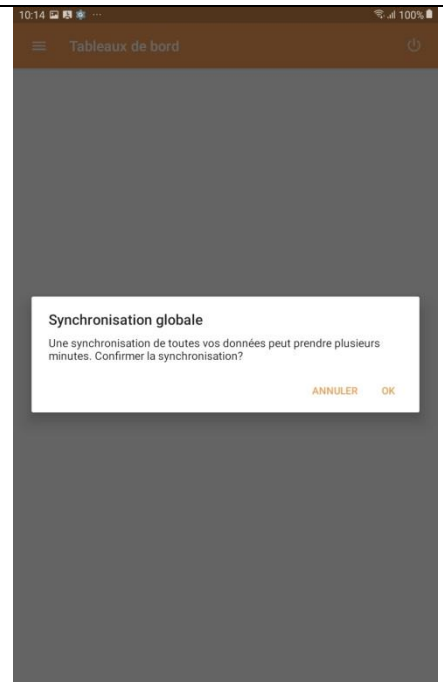 10:14 ... 100%
Tableaux de bord
Synchronisation globale
Une synchronisation de toutes vos données peut prendre plusieurs
minutes. Confirmer la synchronisation?
ANNULER OK